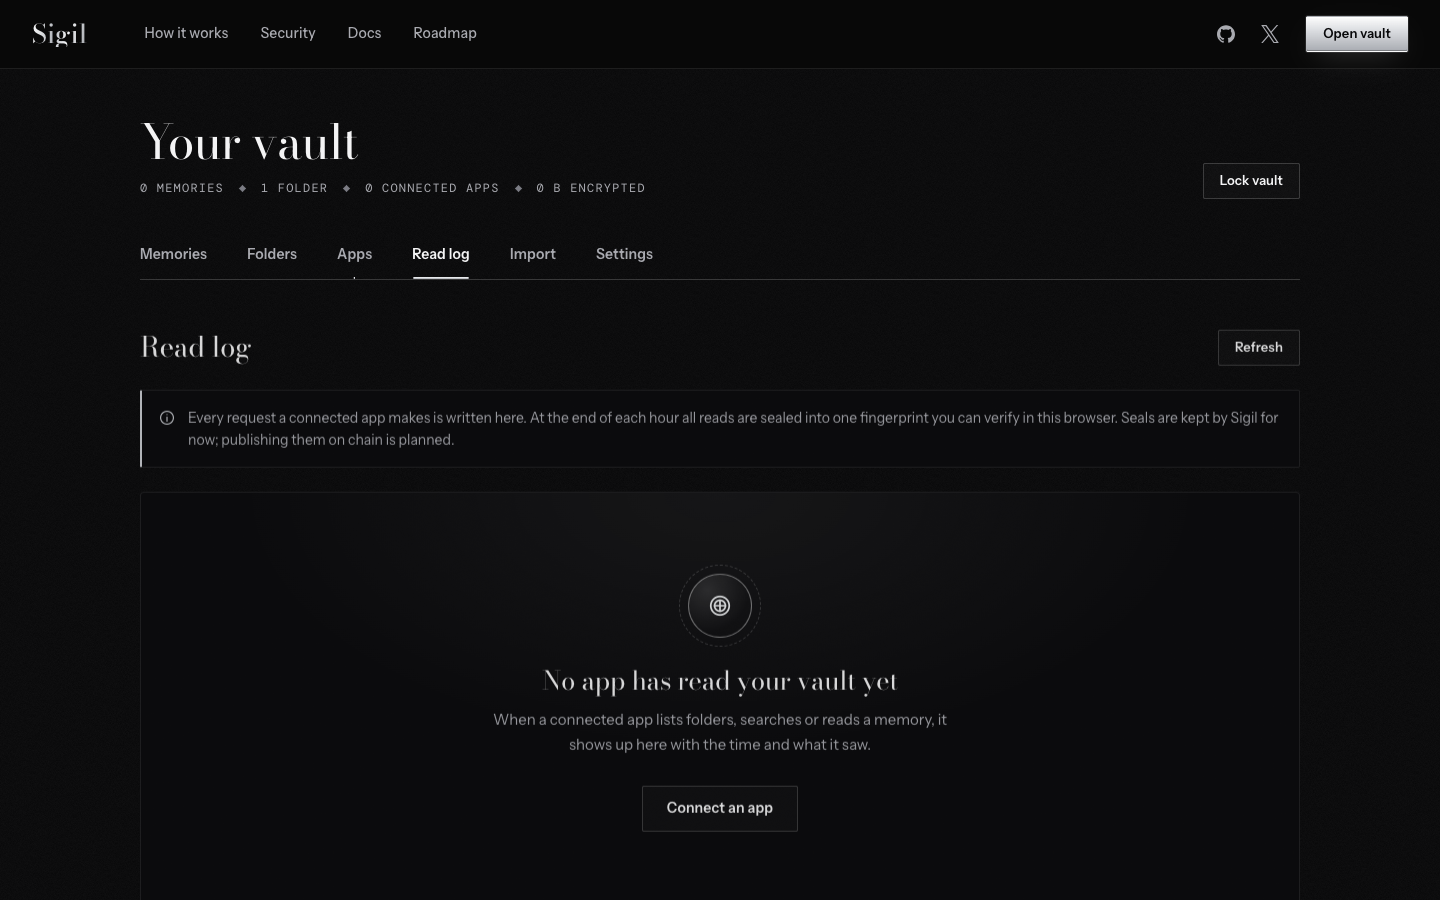 Sigil
How it works
Security
Docs
Roadmap
Open vault
Your vault
0 MEMORIES ◆ 1 FOLDER ◆ 0 CONNECTED APPS ◆ 0 B ENCRYPTED
Lock vault
Memories
Folders
Apps
Read log
Import
Settings
Read log
Refresh
Every request a connected app makes is written here. At the end of each hour all reads are sealed into one fingerprint you can verify in this browser. Seals are kept by Sigil for
now; publishing them on chain is planned.
No app has read your vault yet
When a connected app lists folders, searches or reads a memory, it
shows up here with the time and what it saw.
Connect an app